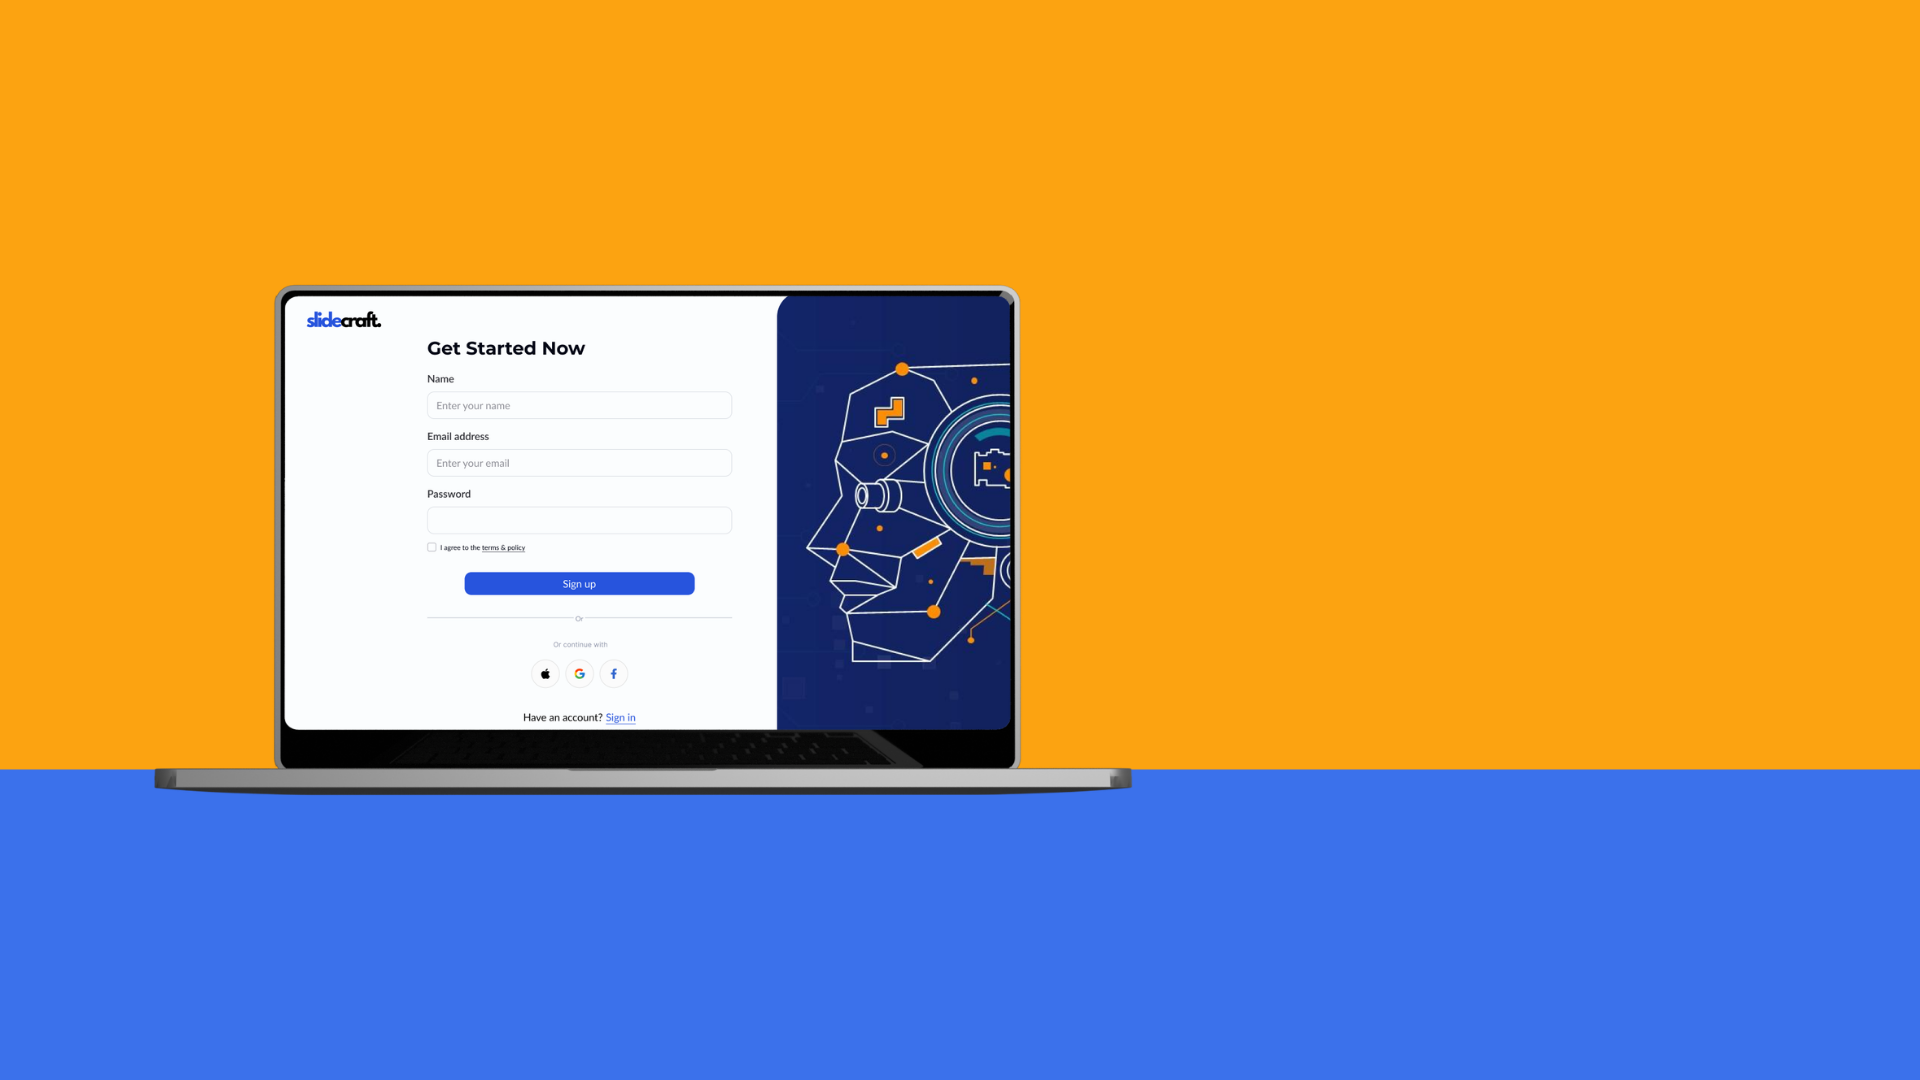 slidecraft.
Get Started Now
Name
Enter your name
Email address
Enter your email
Password
I agree to the terms & policy
Sign up
Or
Or continue with
Have an account? Sign in